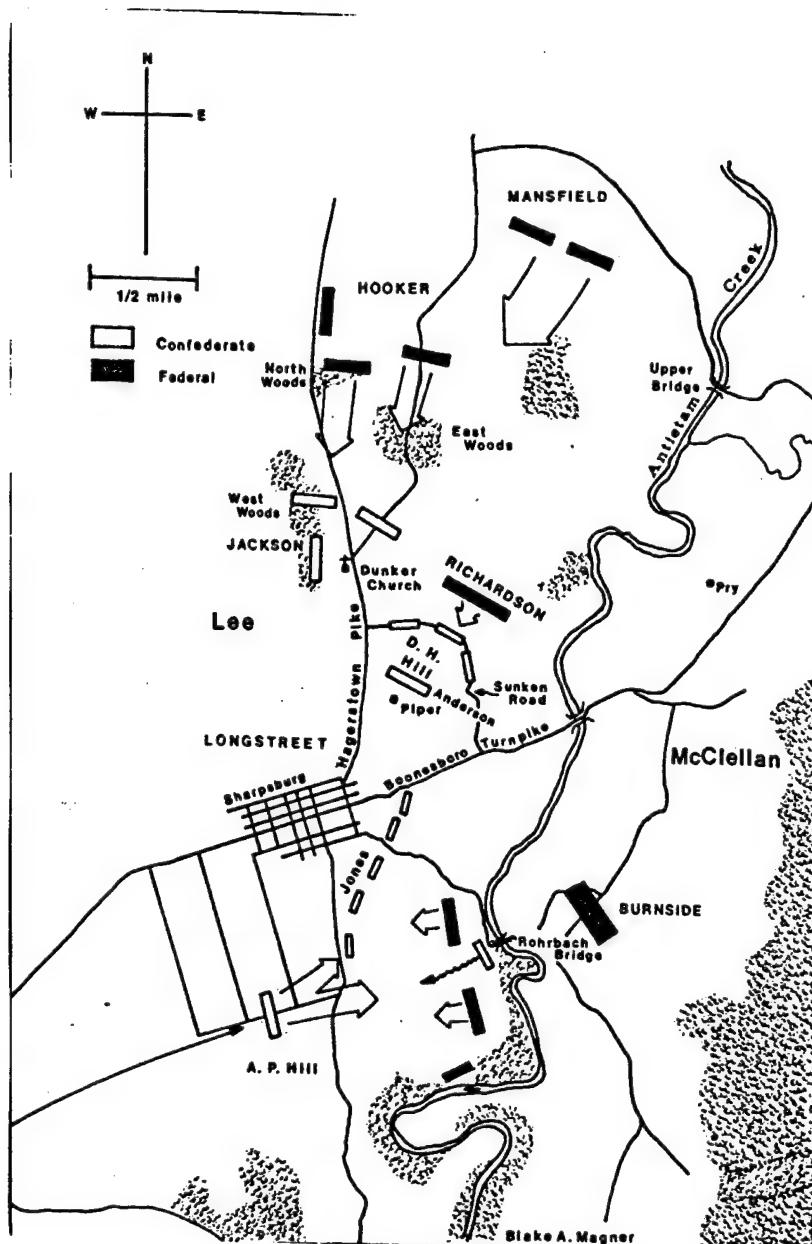 N
W E
1/2 mile
Confederate
Federal
MANSFIELD
HOOKER
North
Woods
East
Woods
Upper
Bridge
Antietam Creek
West
Woods
JACKSON
Dunker
Church
RICHARDSON
Pry
Lee
Hagerstown Pike
D. H.
Hill
Anderson
Piper
Sunken
Road
LONGSTREET
Sharpsburg
Boonesboro Turnpike
McClellan
Jones
BURNSIDE
Rohrbach
Bridge
A. P. Hill
Blake A. Magner